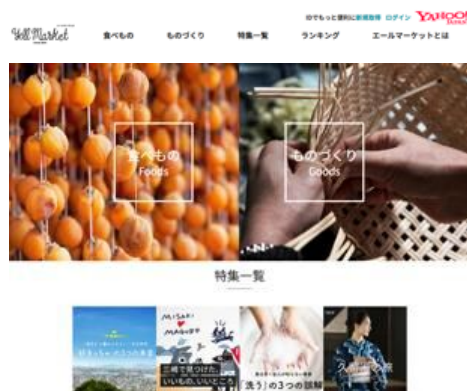 IDでもっと便利に新規取得 ログイン YAHOO!
JAPAN
Yell Market
食べもの ものづくり 特集一覧 ランキング エールマーケットとは
食べもの
Foods
ものづくり
Goods
特集一覧
MISAKI
MAGURO
三崎で見つけた、
いいもの、いいところ
「洗う」の3つの誤解